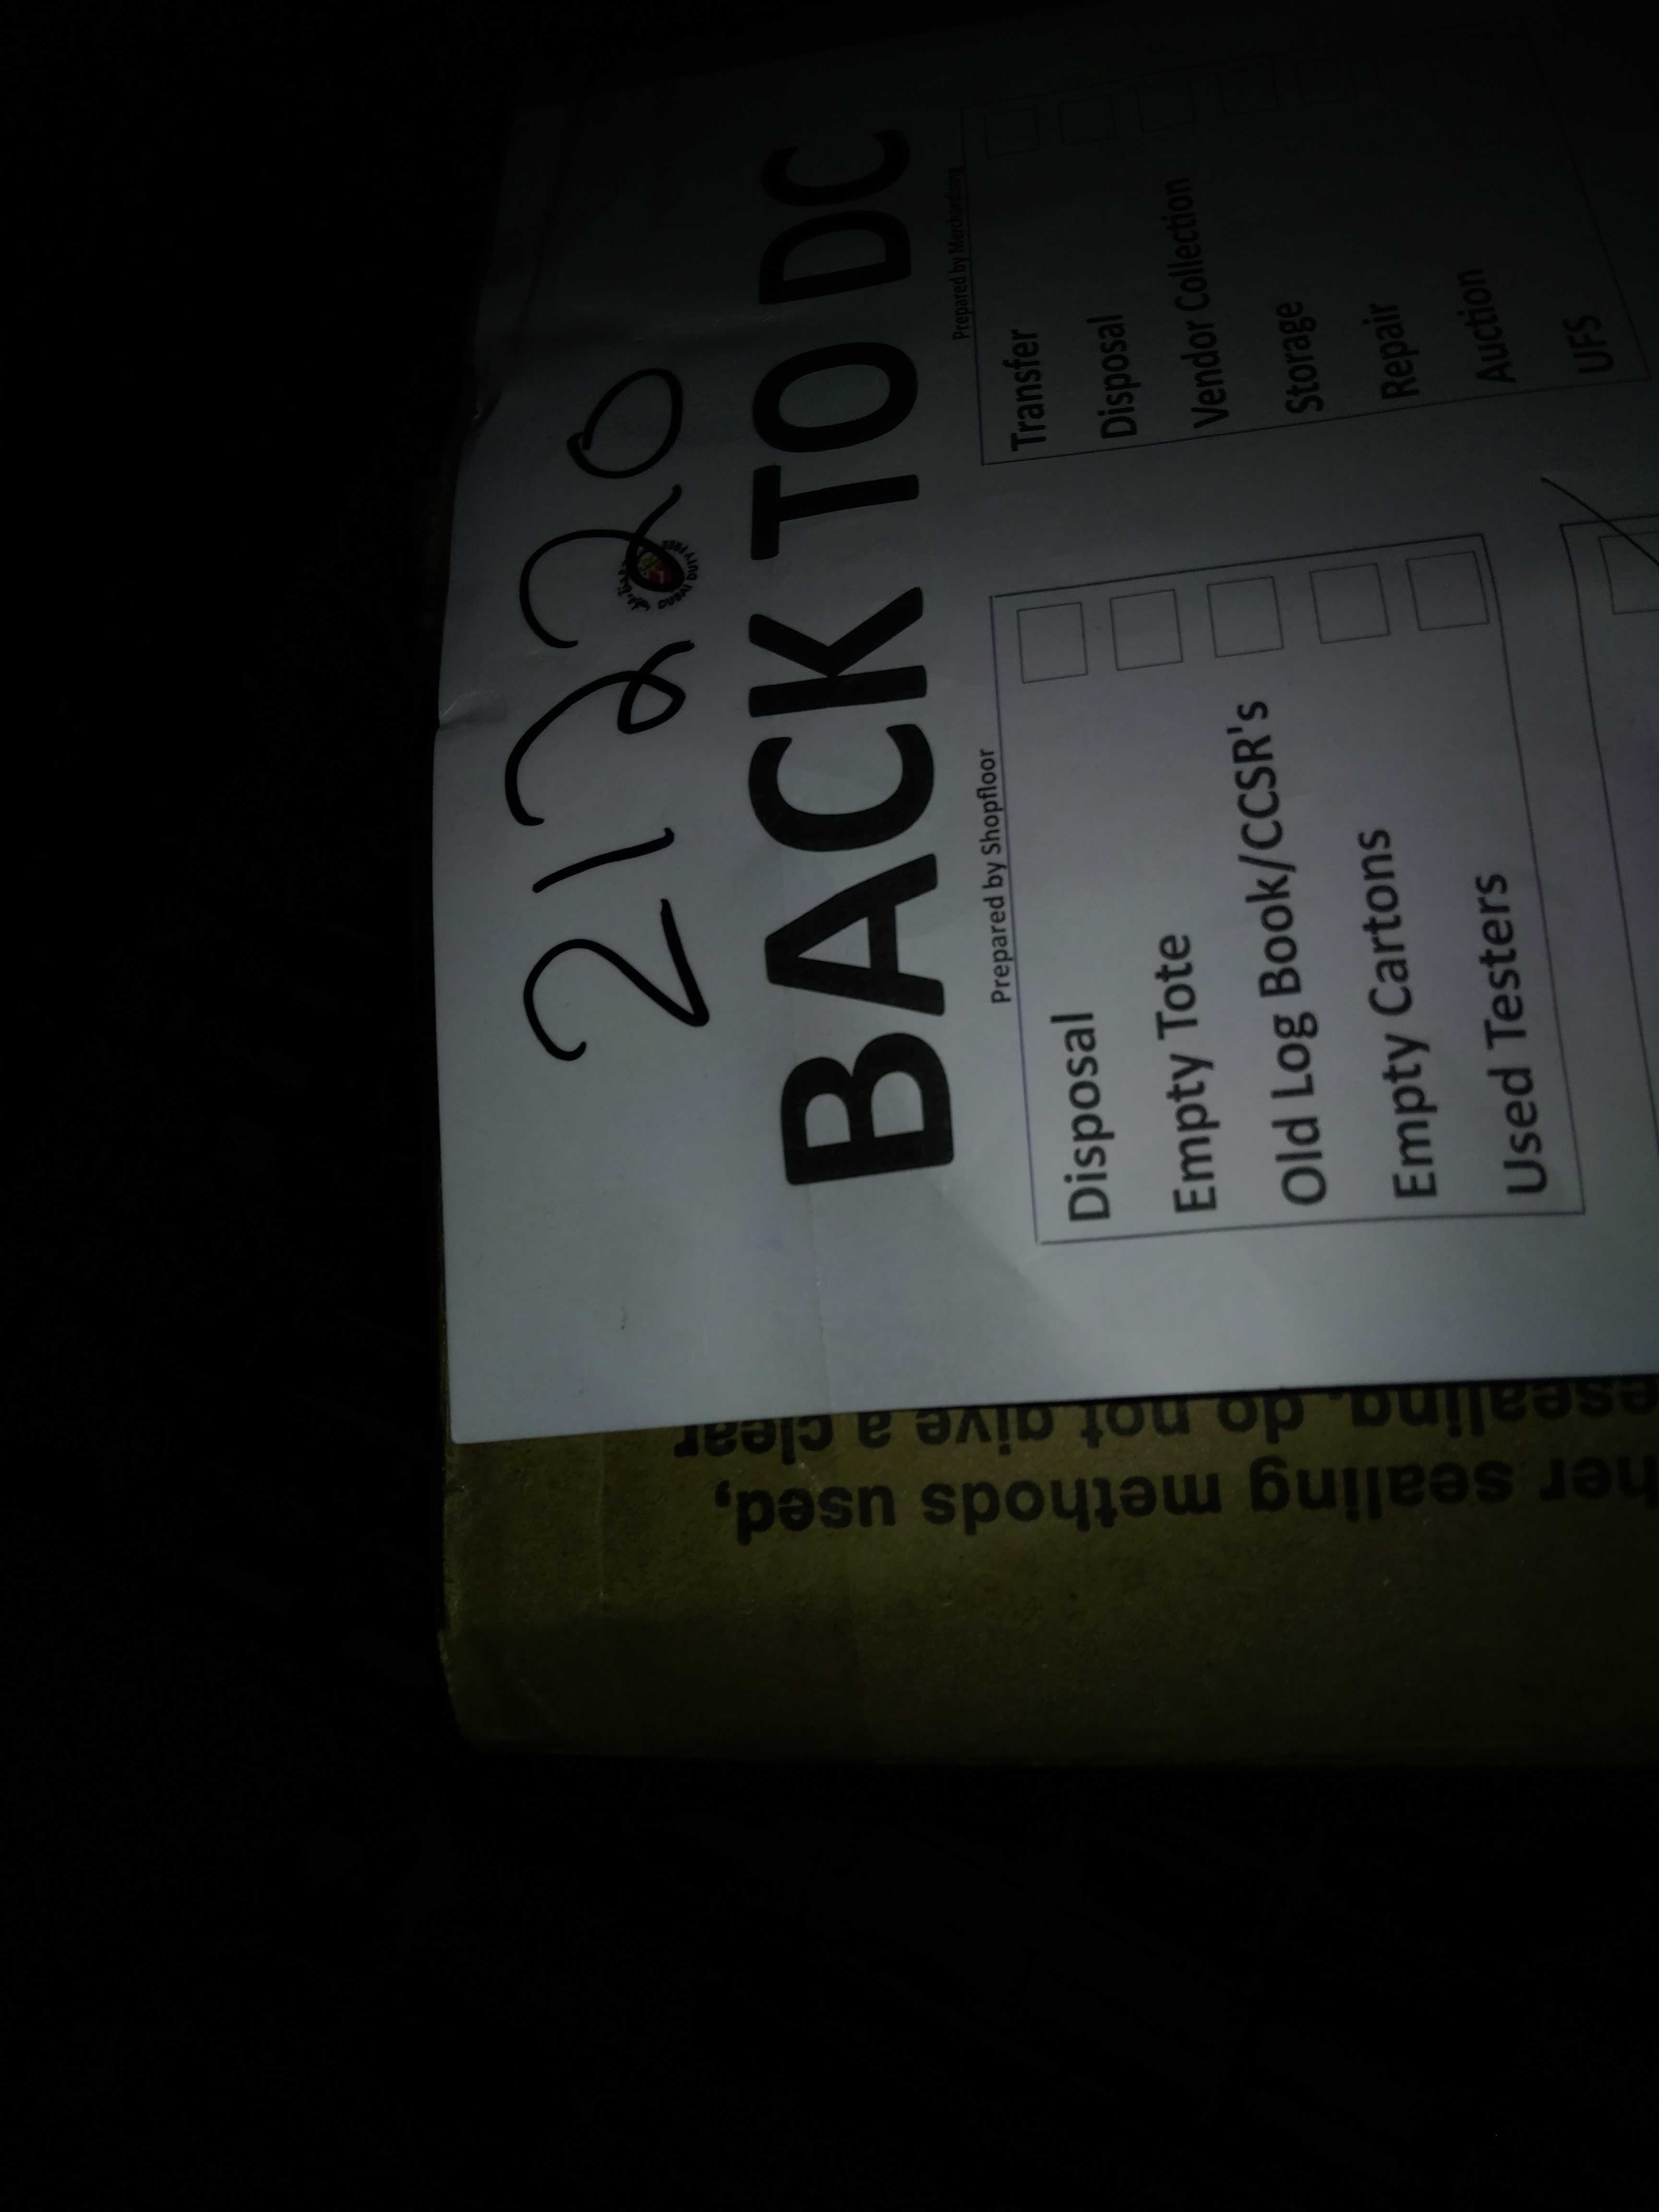 21220
BACK TO DC
Prepared by Shopfloor
Disposal
Empty Tote
Old Log Book/CCSR's
Empty Cartons
Used Testers
Prepared by Merchandising
Transfer
Disposal
Vendor Collection
Storage
Repair
Auction
UFS
her sealing methods used,
esealing, do not give a clear